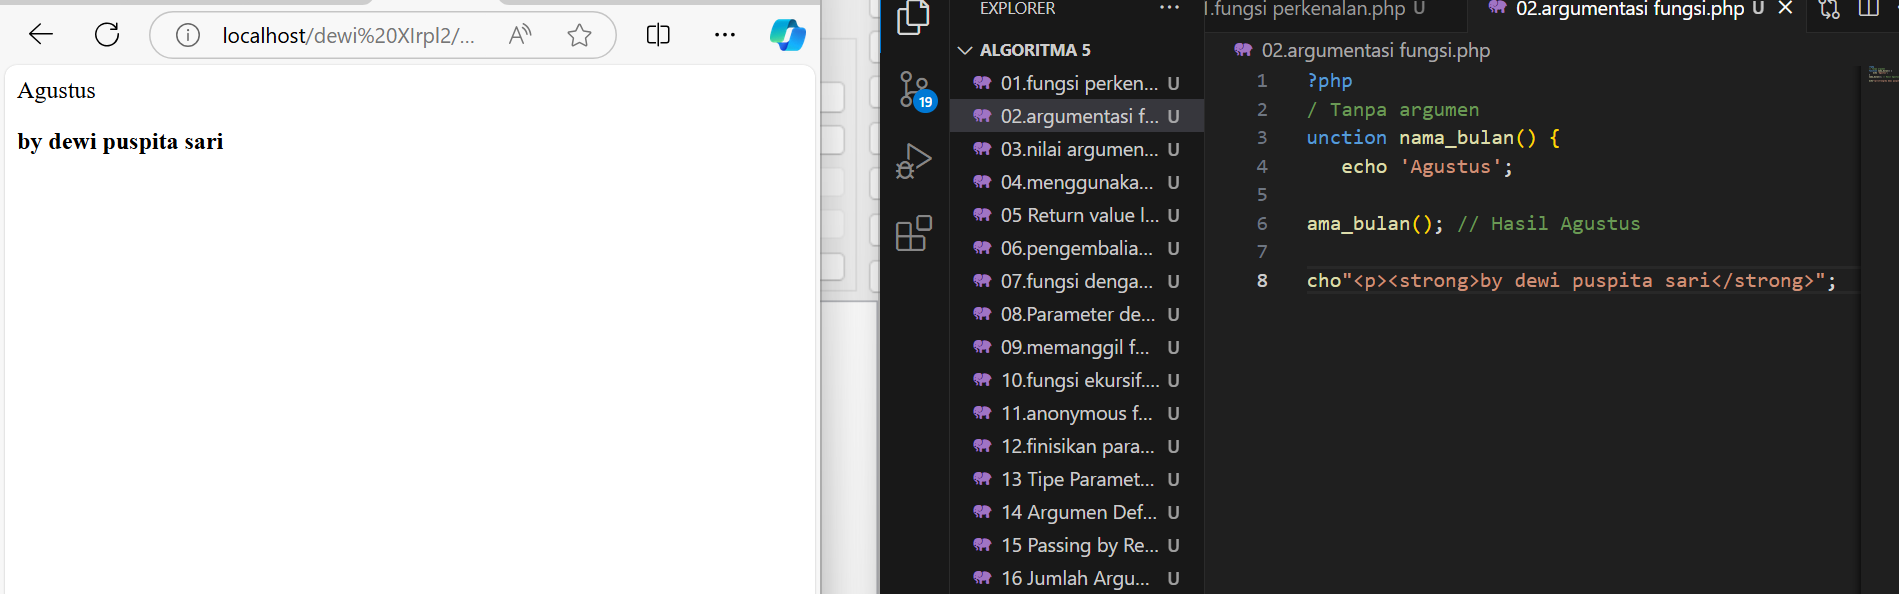 localhost/dewi%20XIrpl2/...
Agustus
by dewi puspita sari
19
EXPLORER
ALGORITMA 5
01.fungsi perken... U
02.argumentasi f... U
03.nilai argumen... U
04.menggunaka... U
05 Return value l... U
06.pengembalia... U
07.fungsi denga... U
08.Parameter de... U
09.memanggil f... U
10.fungsi ekursif.... U
11.anonymous f... U
12.finisikan para... U
13 Tipe Paramet... U
14 Argumen Def... U
15 Passing by Re... U
16 Jumlah Argu... U
1.fungsi perkenalan.php U
02.argumentasi fungsi.php U
02.argumentasi fungsi.php
1 ?php
2 / Tanpa argumen
3 unction nama_bulan() {
4 echo 'Agustus';
5
6 ama_bulan(); // Hasil Agustus
7
8 cho"<p><strong>by dewi puspita sari</strong>";